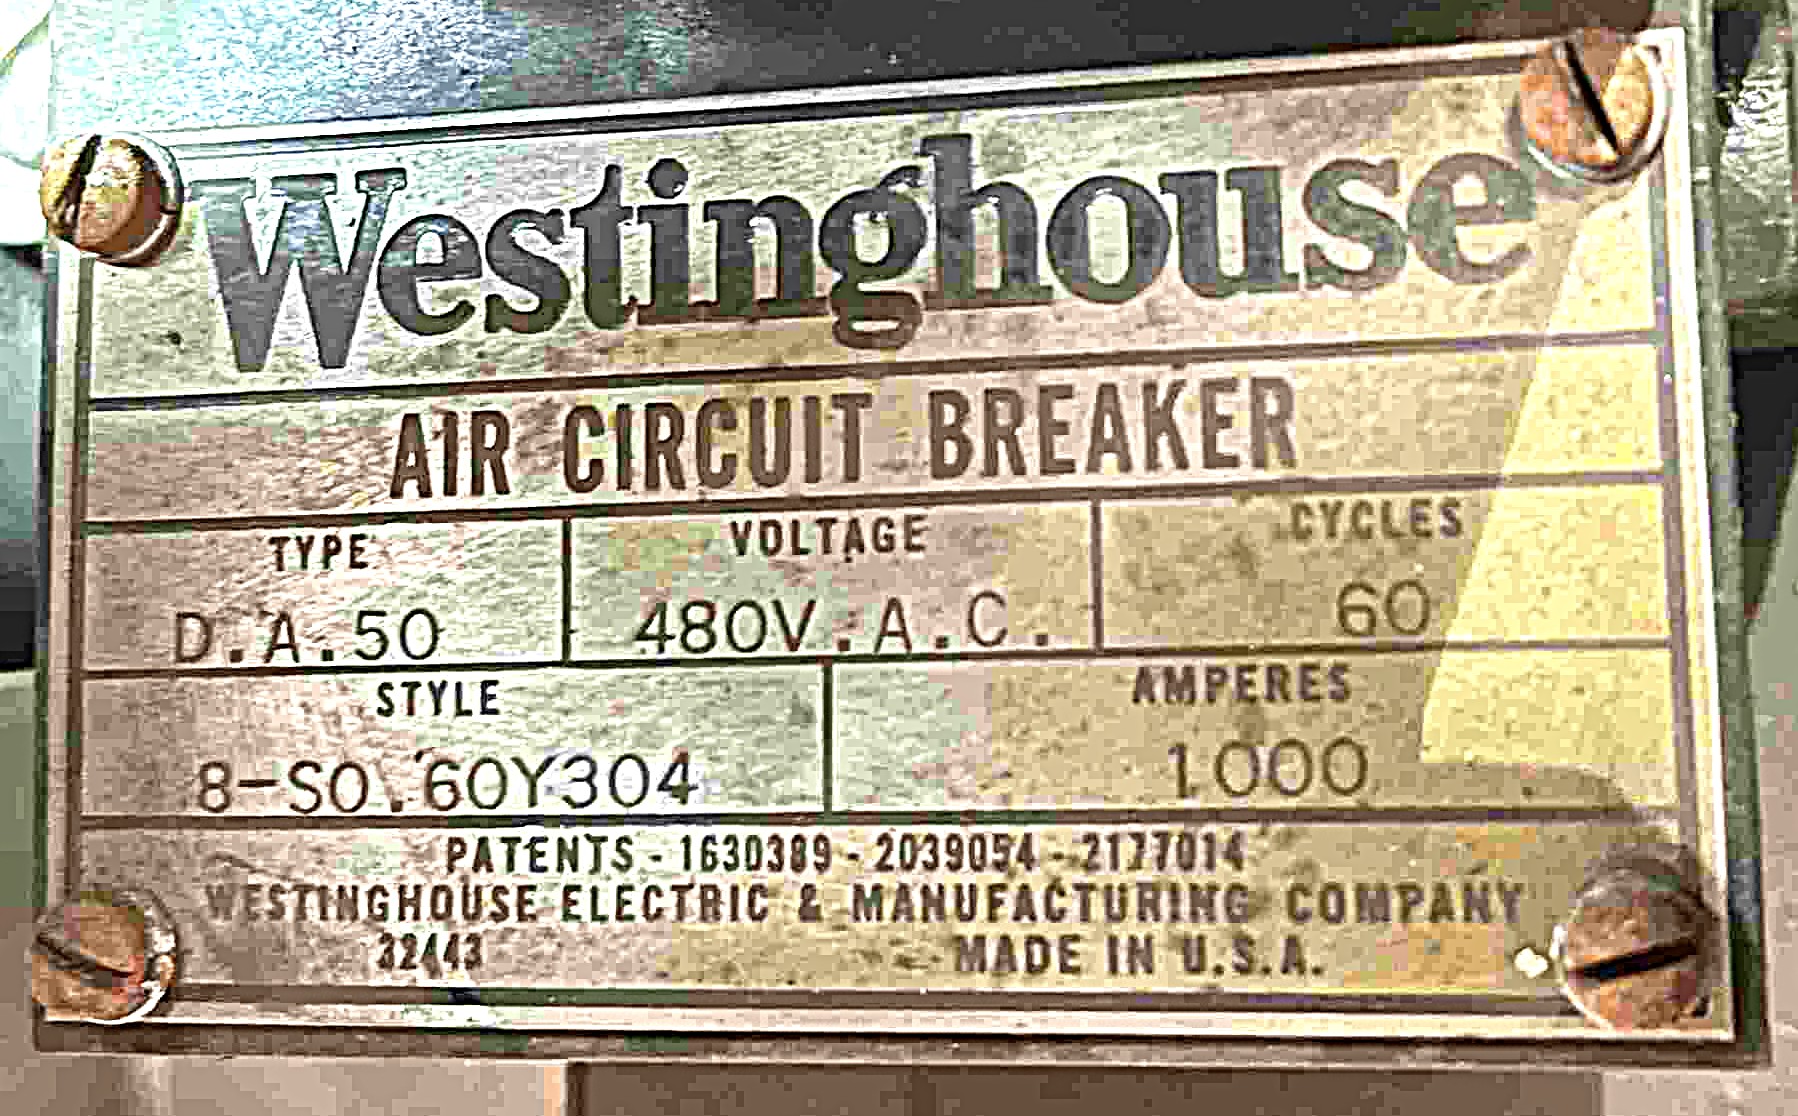 Westinghouse
AIR CIRCUIT BREAKER
TYPE VOLTAGE CYCLES
D.A.50 480V.A.C. 60
STYLE AMPERES
8-SO.60Y304 1000
PATENTS - 1630389 - 2039054 - 2177014
WESTINGHOUSE ELECTRIC & MANUFACTURING COMPANY
32443 MADE IN U.S.A.